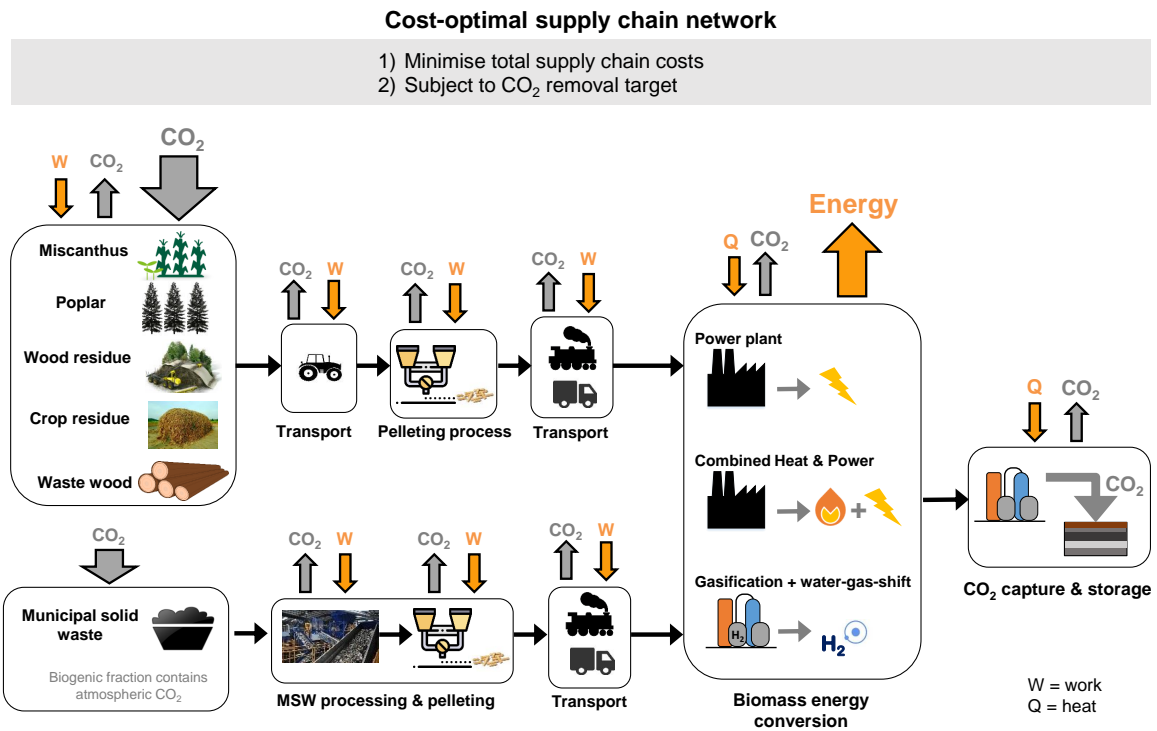 Cost-optimal supply chain network
1) Minimise total supply chain costs
2) Subject to CO₂ removal target
CO₂
W
CO₂
Miscanthus
Poplar
Wood residue
Crop residue
Waste wood
CO₂
W
Transport
CO₂
W
Pelleting process
CO₂
W
Transport
Energy
Q
CO₂
Power plant
Combined Heat & Power
+
Gasification + water-gas-shift
H₂
H₂
Biomass energy
conversion
Q
CO₂
CO₂
CO₂ capture & storage
CO₂
Municipal solid
waste
Biogenic fraction contains
atmospheric CO₂
CO₂
W
CO₂
W
MSW processing & pelleting
CO₂
W
Transport
W = work
Q = heat